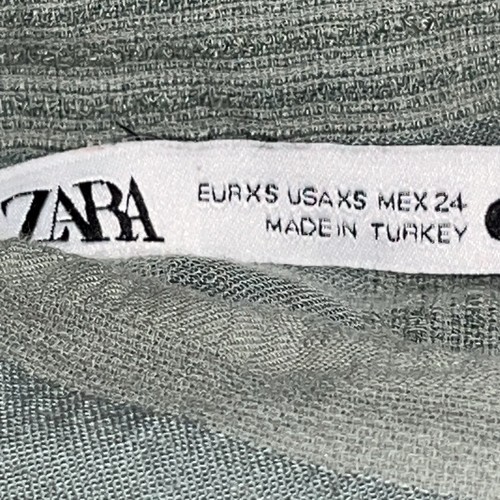 ZARA
EUR XS USA XS MEX 24
MADE IN TURKEY